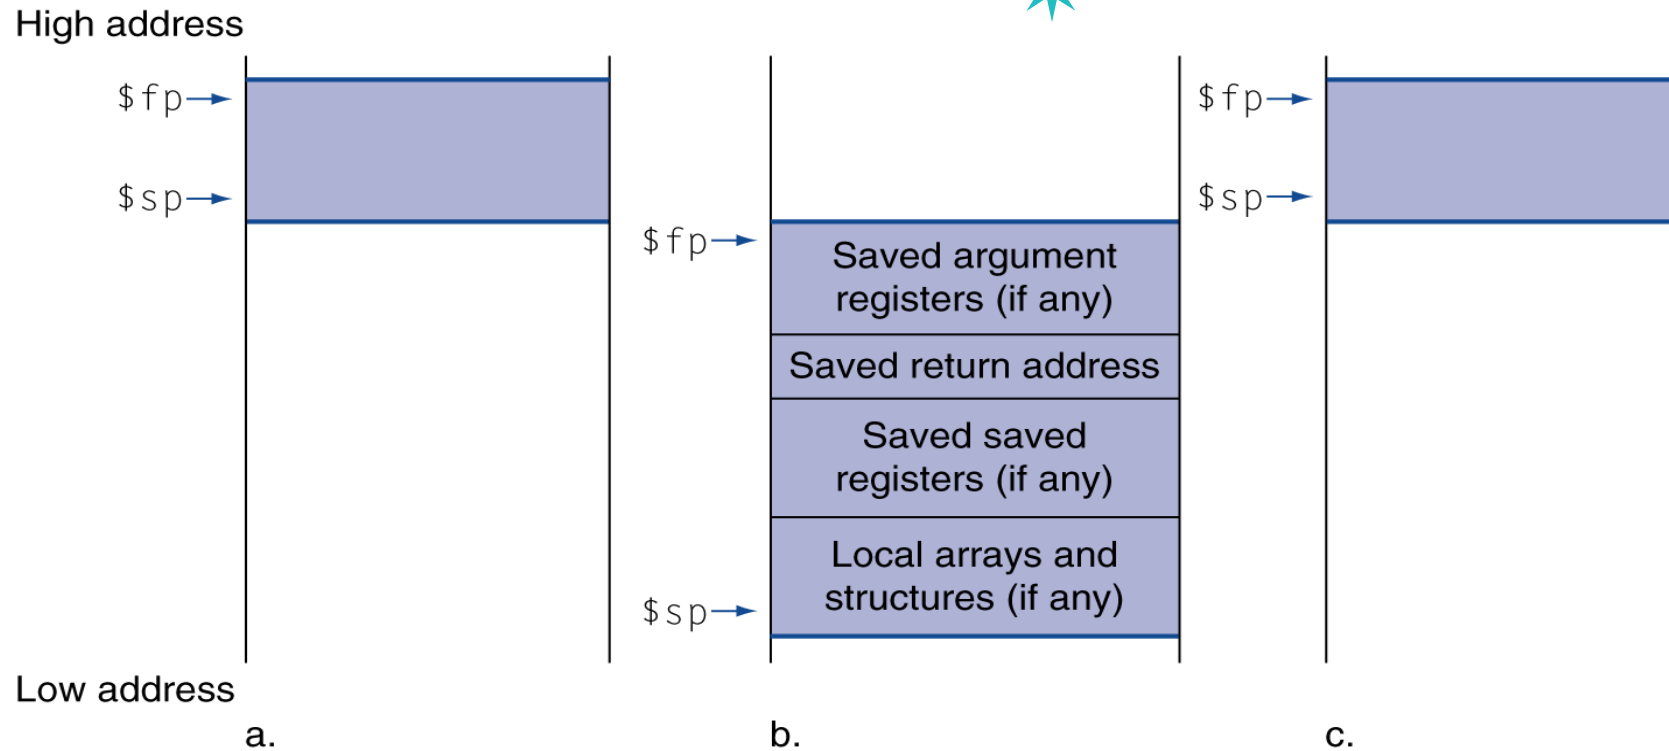 High address
$fp
$sp
$fp
Saved argument
registers (if any)
Saved return address
Saved saved
registers (if any)
Local arrays and
structures (if any)
$sp
$fp
$sp
Low address
a.
b.
c.